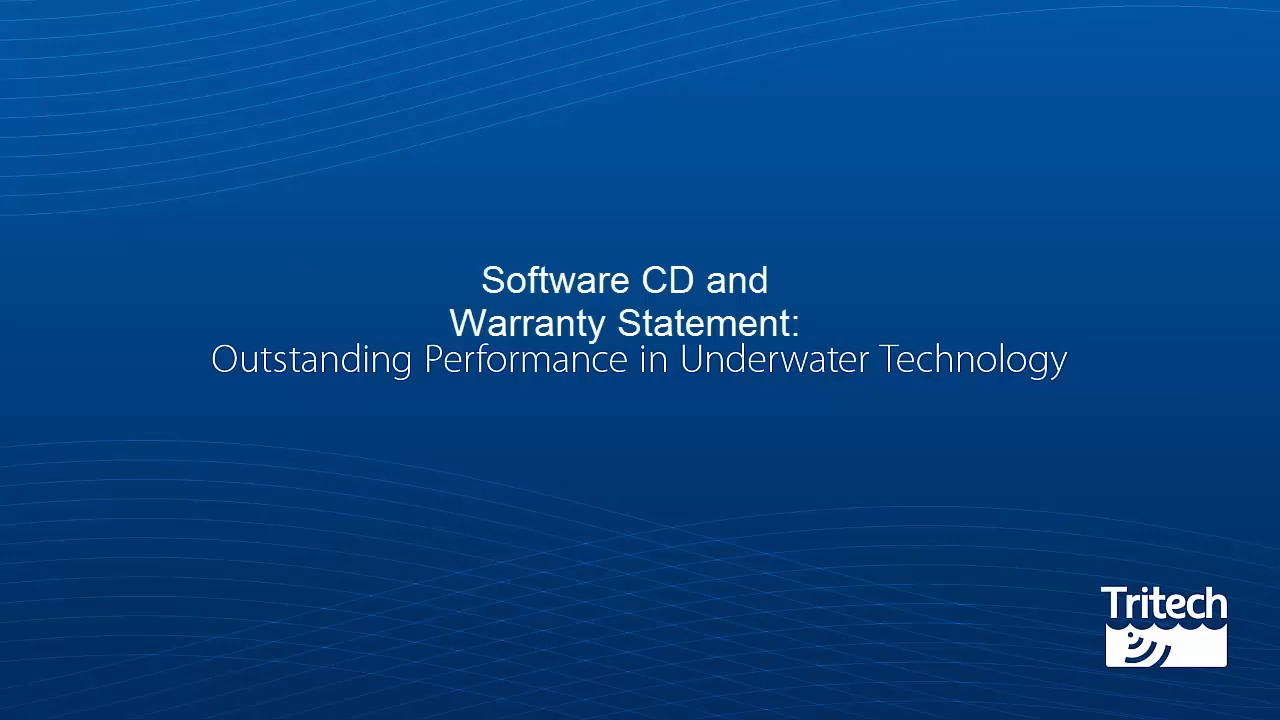 Software CD and
Warranty Statement:
Outstanding Performance in Underwater Technology
Tritech